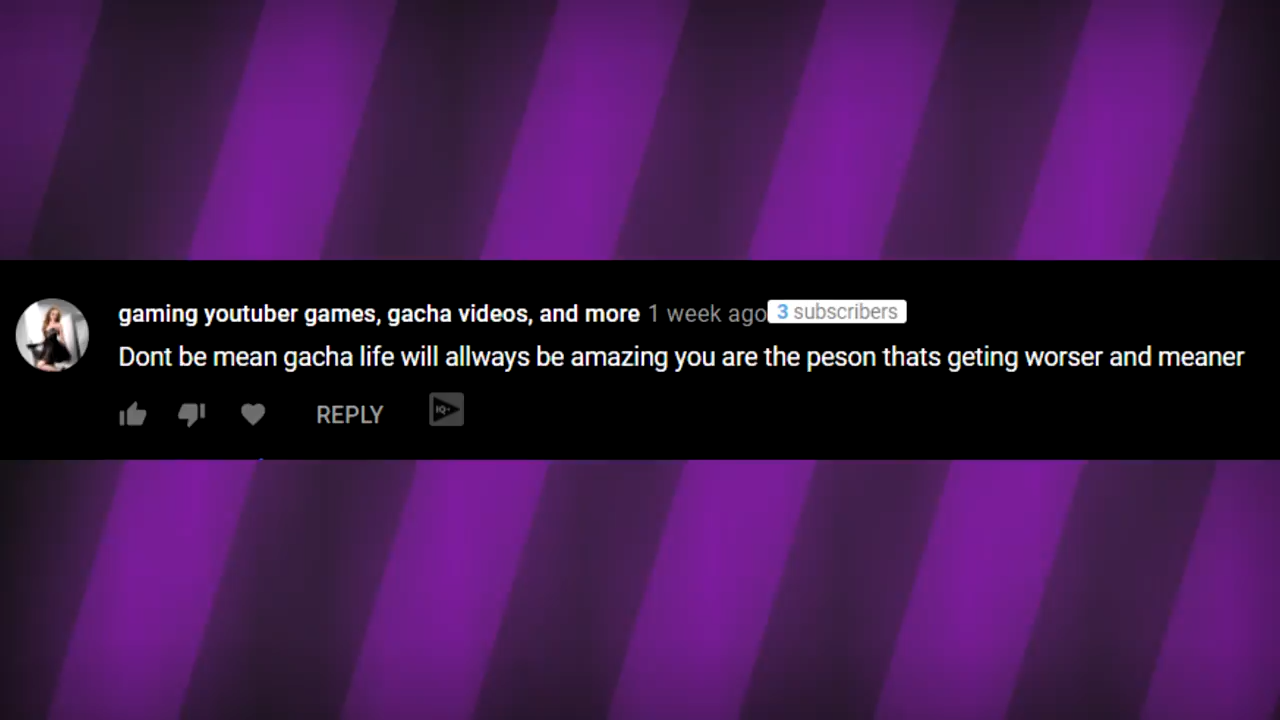 gaming youtuber games, gacha videos, and more 1 week ago 3 subscribers
Dont be mean gacha life will allways be amazing you are the peson thats geting worser and meaner
REPLY IQ+